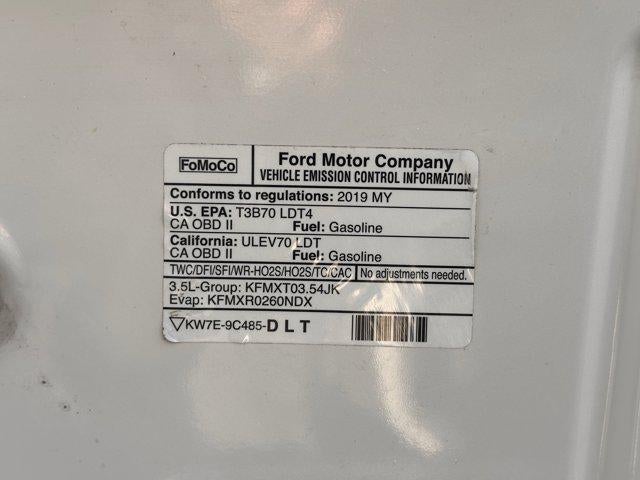 FoMoCo
Ford Motor Company
VEHICLE EMISSION CONTROL INFORMATION
Conforms to regulations: 2019 MY
U.S. EPA: T3B70 LDT4
CA OBD II Fuel: Gasoline
California: ULEV70 LDT
CA OBD II Fuel: Gasoline
TWC/DFI/SFI/WR-HO2S/HO2S/TC/CAC No adjustments needed.
3.5L-Group: KFMXT03.54JK
Evap: KFMXR0260NDX
KW7E-9C485-DLT